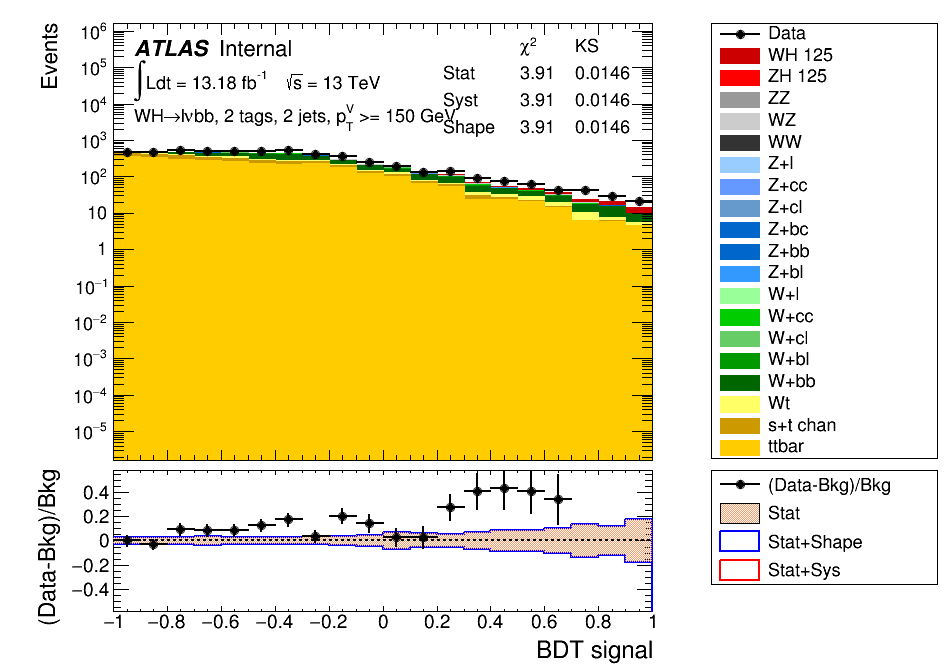 Events
10⁶
10⁵
10⁴
10³
10²
10
1
10⁻¹
10⁻²
10⁻³
10⁻⁴
10⁻⁵
ATLAS Internal
∫Ldt = 13.18 fb⁻¹ √s = 13 TeV
WH→lνbb, 2 tags, 2 jets, p_T^V >= 150 GeV
χ² KS
Stat 3.91 0.0146
Syst 3.91 0.0146
Shape 3.91 0.0146
Data
WH 125
ZH 125
ZZ
WZ
WW
Z+l
Z+cc
Z+cl
Z+bc
Z+bb
Z+bl
W+l
W+cc
W+cl
W+bl
W+bb
Wt
s+t chan
ttbar
(Data-Bkg)/Bkg
0.4
0.2
0
−0.2
−0.4
−1 −0.8 −0.6 −0.4 −0.2 0 0.2 0.4 0.6 0.8 1
BDT signal
(Data-Bkg)/Bkg
Stat
Stat+Shape
Stat+Sys